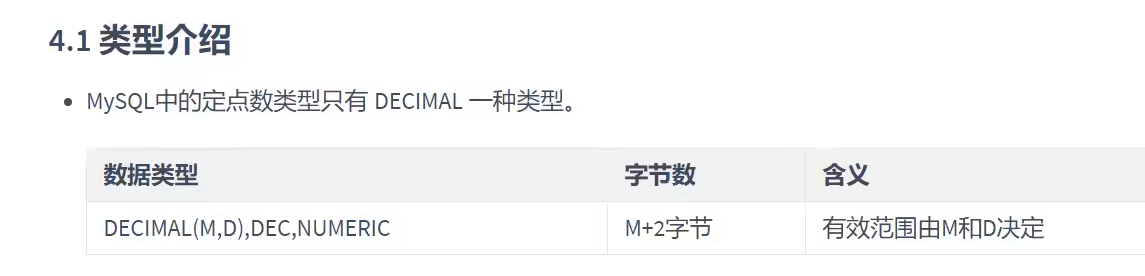 4.1 类型介绍
MySQL中的定点数类型只有 DECIMAL 一种类型。
数据类型 字节数 含义
DECIMAL(M,D),DEC,NUMERIC M+2字节 有效范围由M和D决定